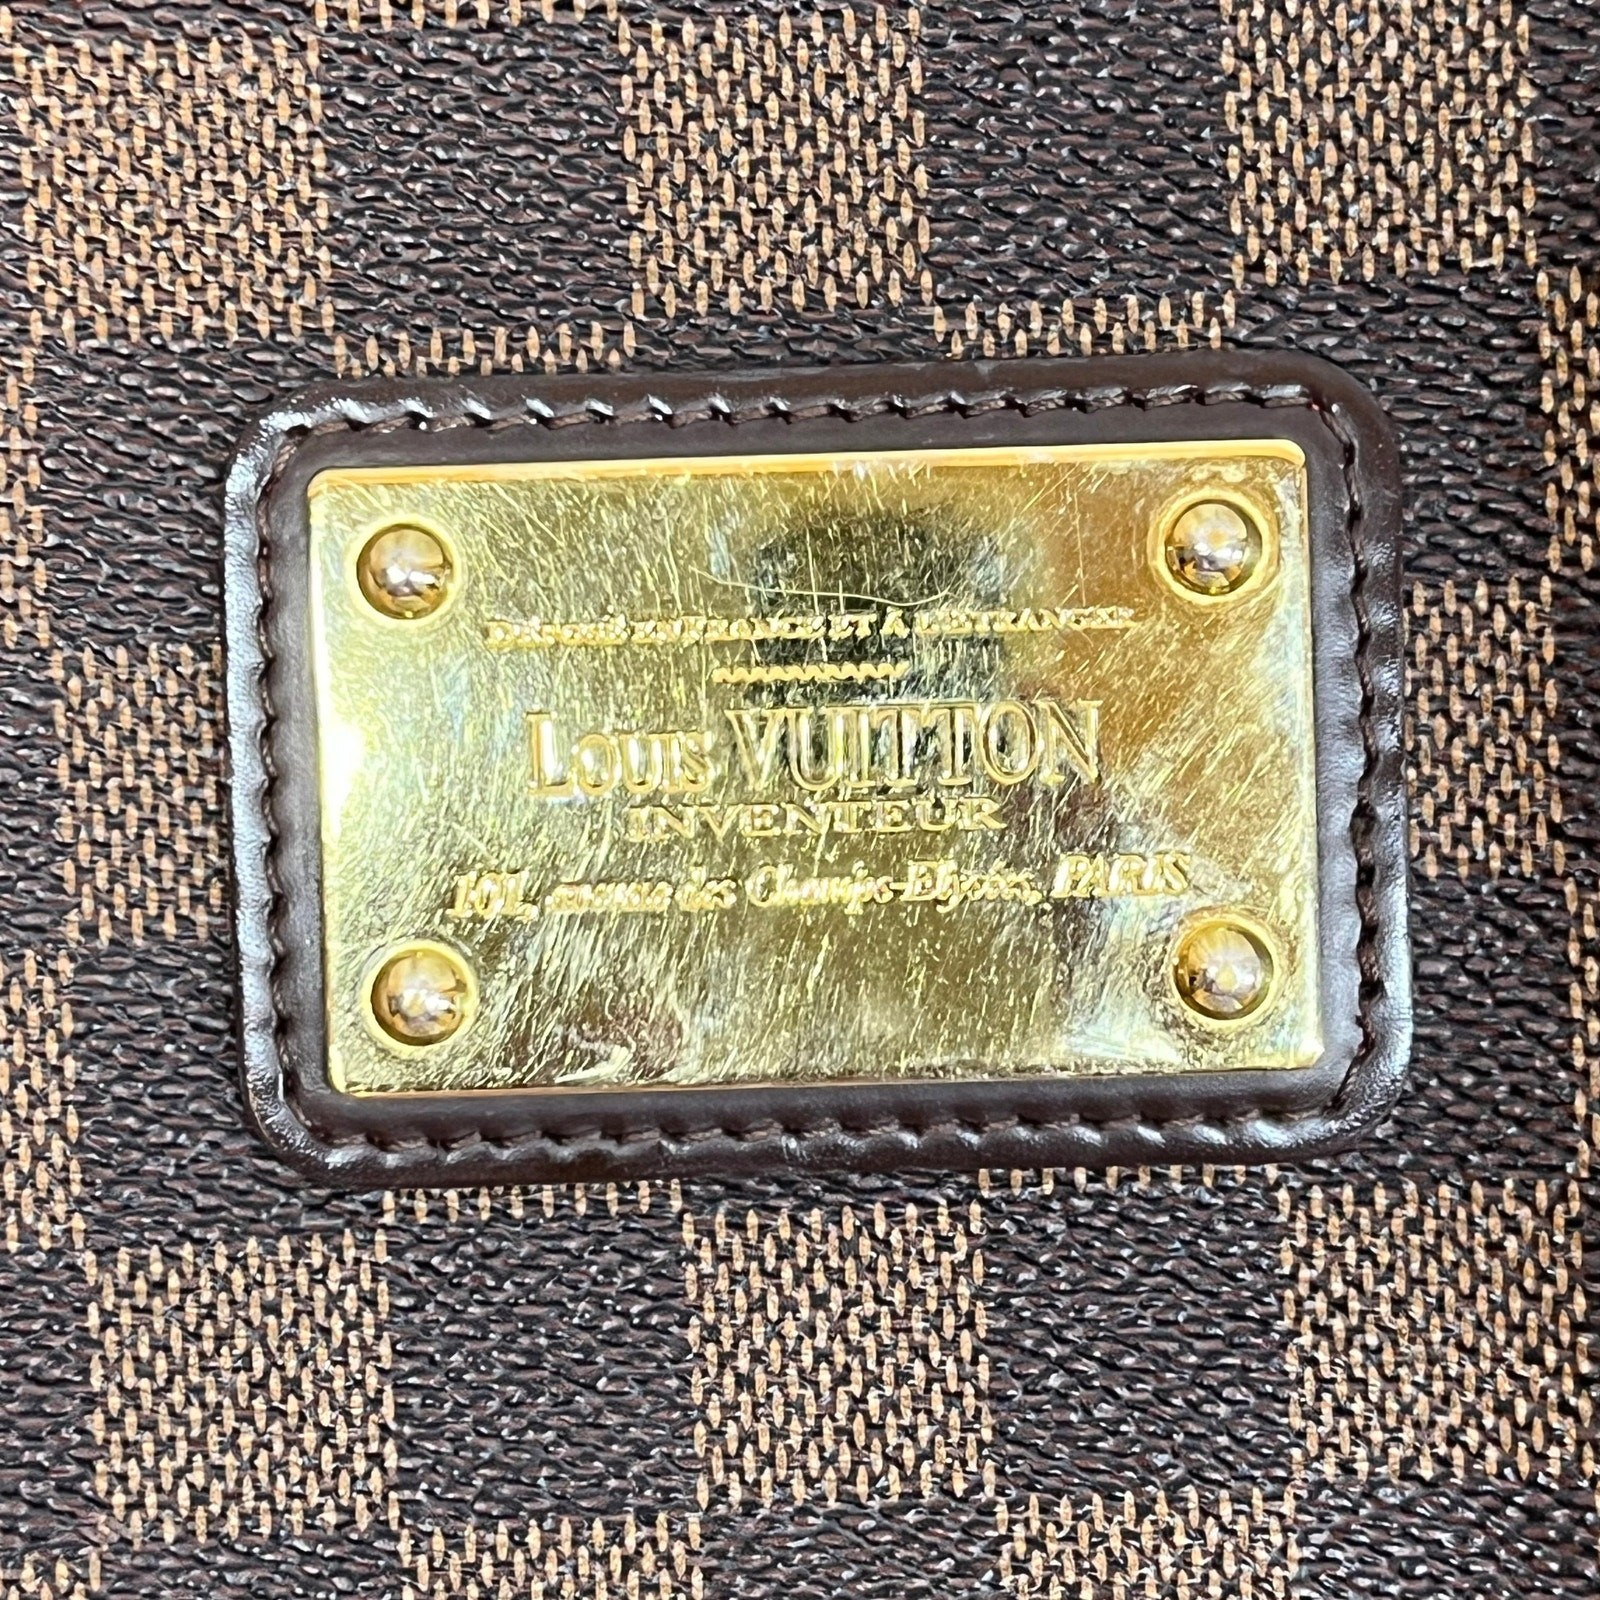 DÉPOSÉ EN FRANCE ET À L'ETRANGER
LOUIS VUITTON
INVENTEUR
101, avenue des Champs-Elysées, PARIS